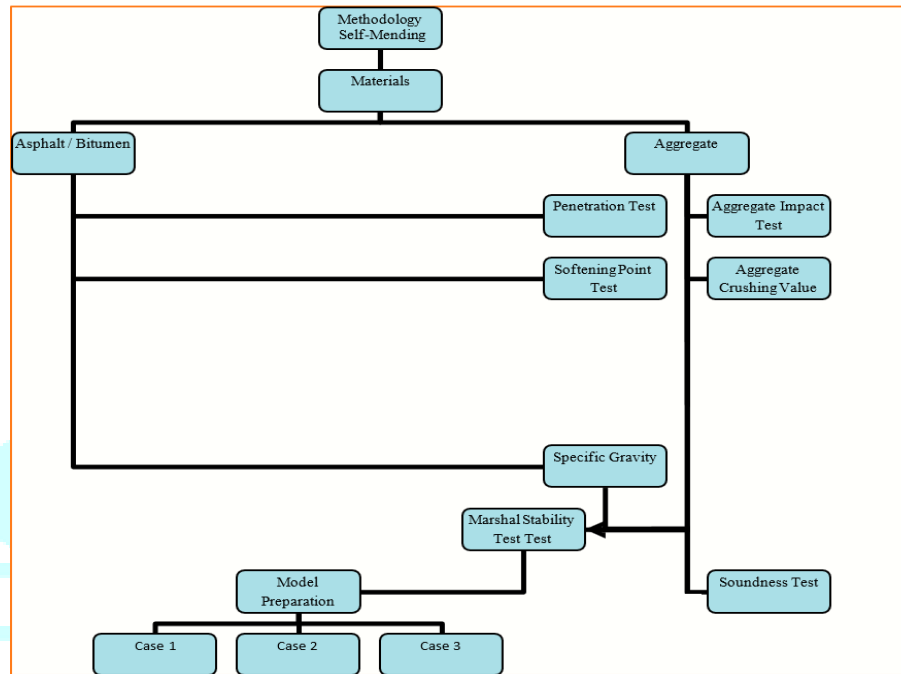 Methodology
Self-Mending
Materials
Asphalt / Bitumen
Aggregate
Penetration Test
Aggregate Impact
Test
Softening Point
Test
Aggregate
Crushing Value
Specific Gravity
Marshal Stability
Test Test
Model
Preparation
Soundness Test
Case 1
Case 2
Case 3